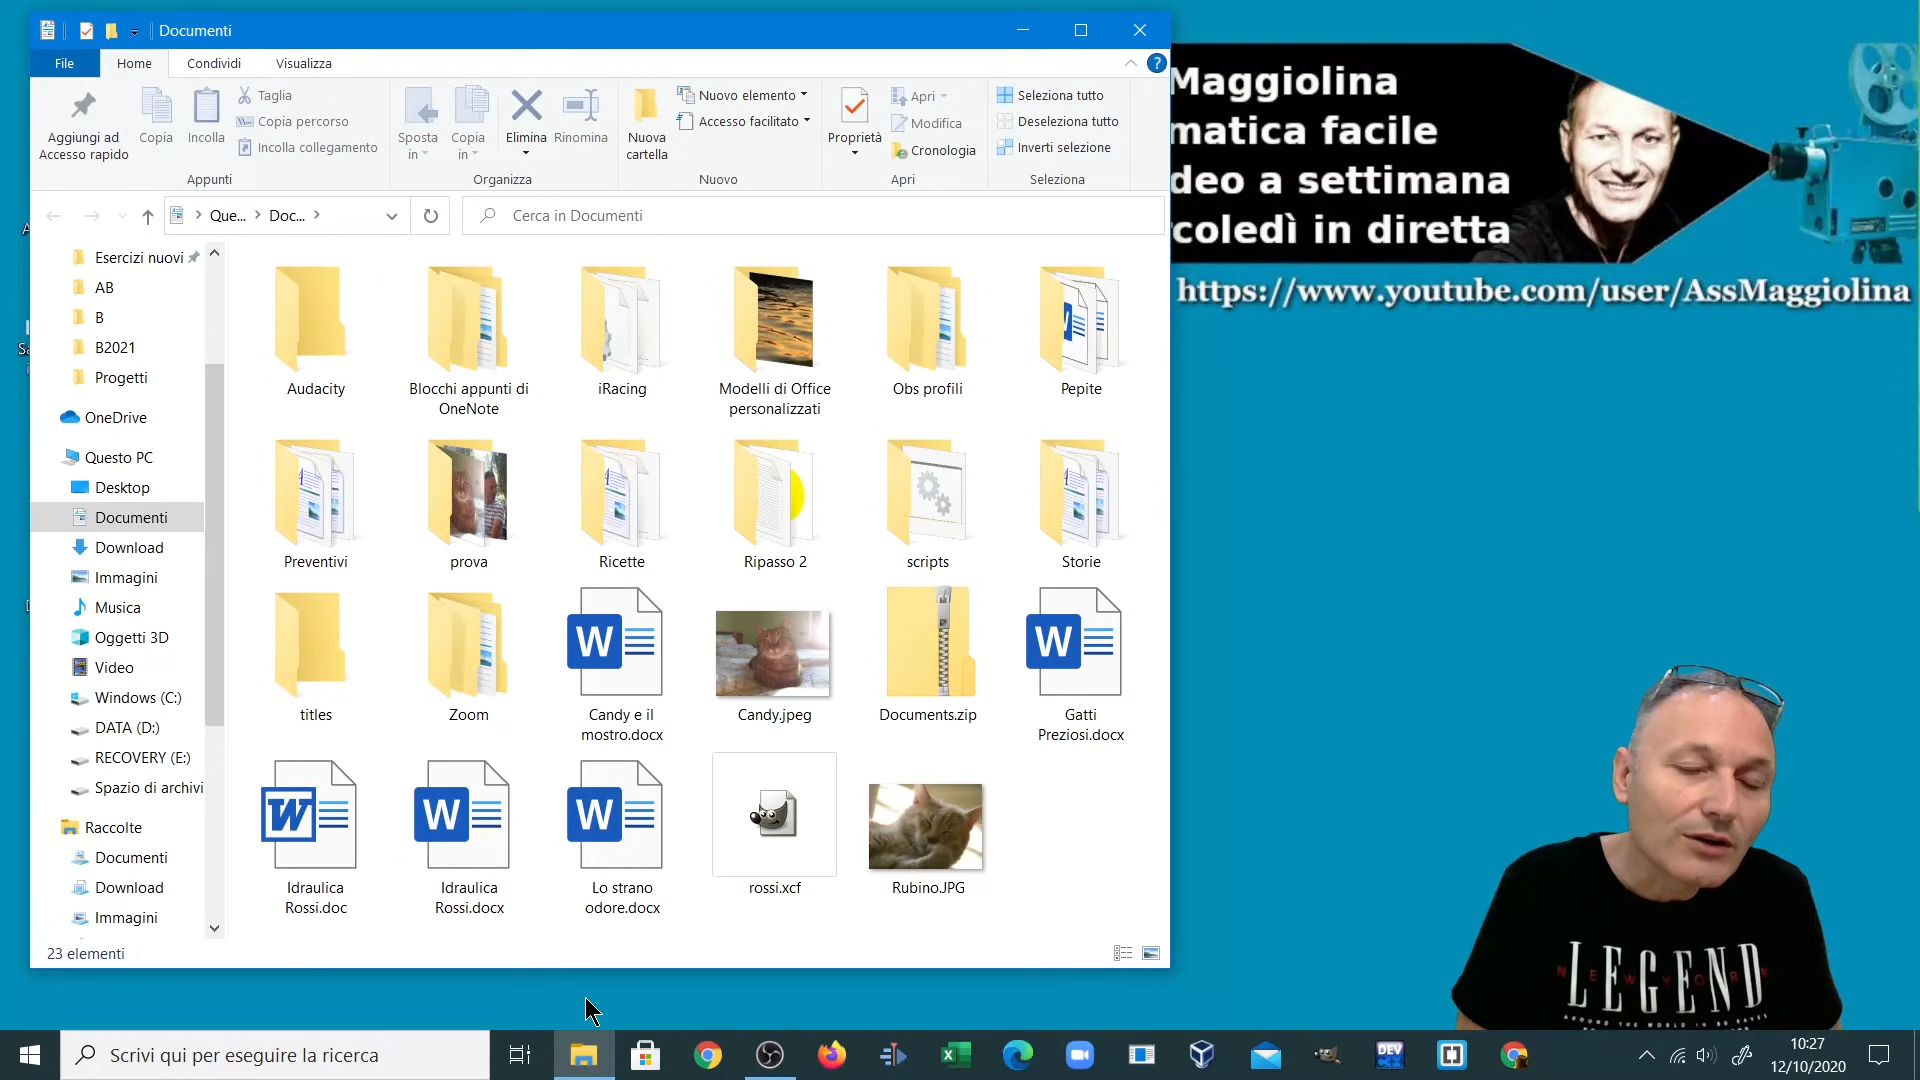 Documenti
File
Home
Condividi
Visualizza
Aggiungi ad
Accesso rapido
Copia
Incolla
Taglia
Copia percorso
Incolla collegamento
Appunti
Sposta
in
Copia
in
Elimina
Rinomina
Organizza
Nuova
cartella
Nuovo elemento
Accesso facilitato
Nuovo
Proprietà
Apri
Modifica
Cronologia
Apri
Seleziona tutto
Deseleziona tutto
Inverti selezione
Seleziona
Que...
Doc...
Cerca in Documenti
Esercizi nuovi
AB
B
B2021
Progetti
OneDrive
Questo PC
Desktop
Documenti
Download
Immagini
Musica
Oggetti 3D
Video
Windows (C:)
DATA (D:)
RECOVERY (E:)
Spazio di archivi
Raccolte
Documenti
Download
Immagini
Audacity
Blocchi appunti di
OneNote
iRacing
Modelli di Office
personalizzati
Obs profili
Pepite
Preventivi
prova
Ricette
Ripasso 2
scripts
Storie
titles
Zoom
Candy e il
mostro.docx
Candy.jpeg
Documents.zip
Gatti
Preziosi.docx
Idraulica
Rossi.doc
Idraulica
Rossi.docx
Lo strano
odore.docx
rossi.xcf
Rubino.JPG
23 elementi
Maggiolina
matica facile
deo a settimana
coledì in diretta
https://www.youtube.com/user/AssMaggiolina
NEW YORK
LEGEND
AROUND THE WORLD
Scrivi qui per eseguire la ricerca
DEV
10:27
12/10/2020